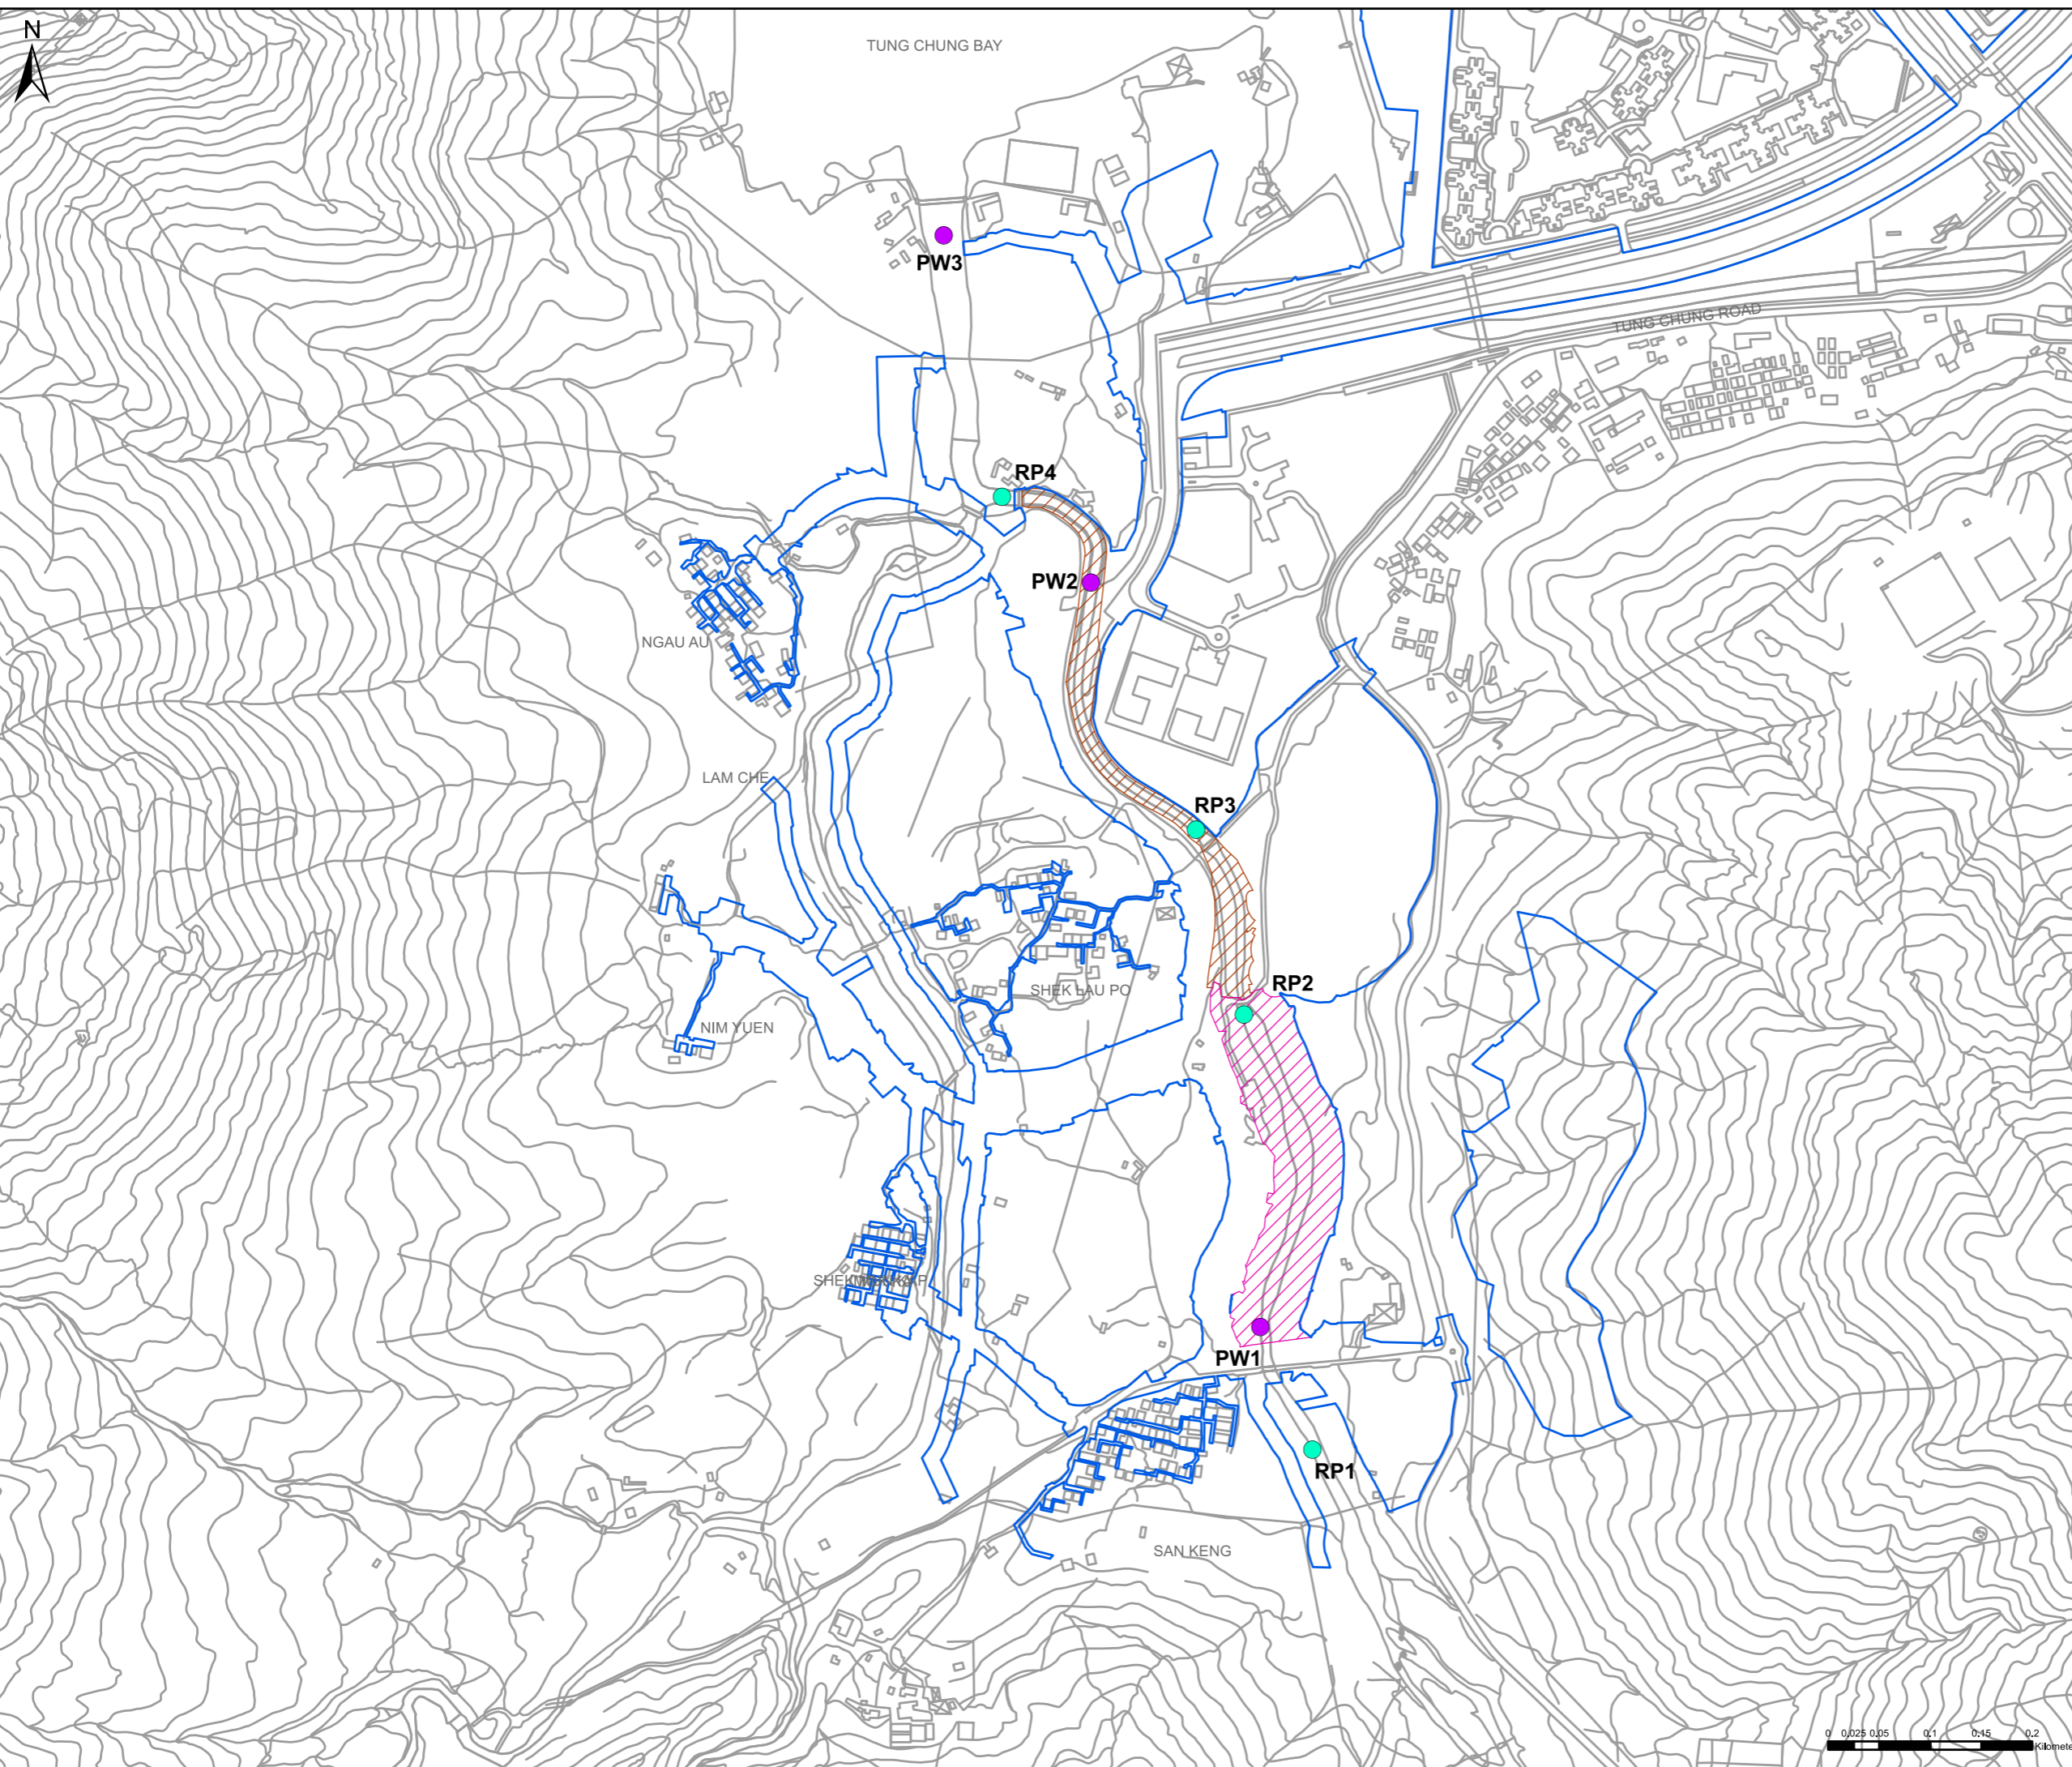 N
TUNG CHUNG BAY
PW3
TUNG CHUNG ROAD
RP4
PW2
NGAU AU
LAM CHE
RP3
SHEK LAU PO
RP2
NIM YUEN
PW1
RP1
SAN KENG
0 0.025 0.05 0.1 0.15 0.2